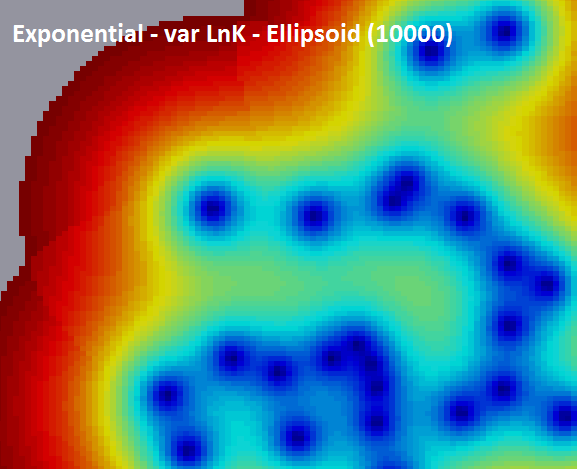 Exponential - var LnK - Ellipsoid (10000)